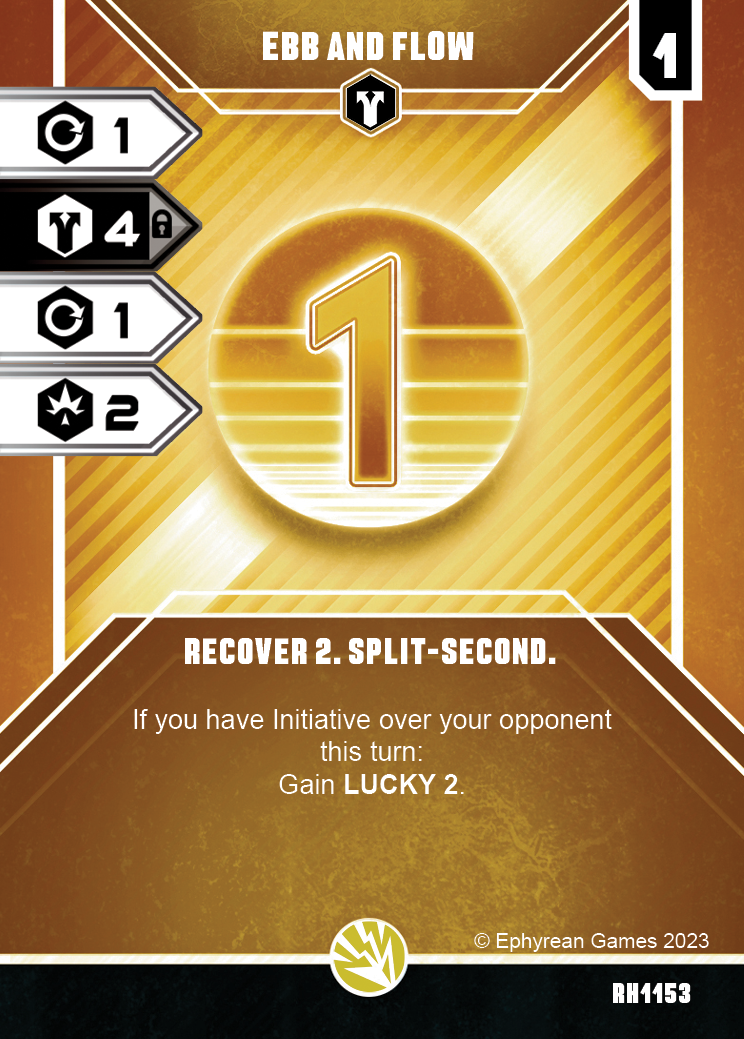 EBB AND FLOW
1
1
4
1
2
1
RECOVER 2. SPLIT-SECOND.
If you have Initiative over your opponent
this turn:
Gain LUCKY 2.
© Ephyrean Games 2023
RH1153